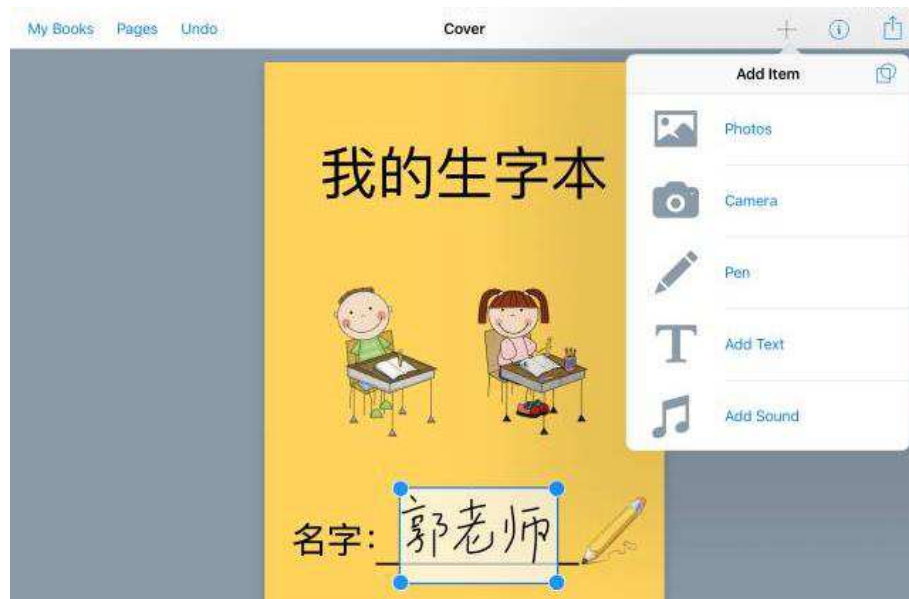 My Books Pages Undo Cover
Add Item
Photos
Camera
Pen
Add Text
Add Sound
我的生字本
名字: 郭老师